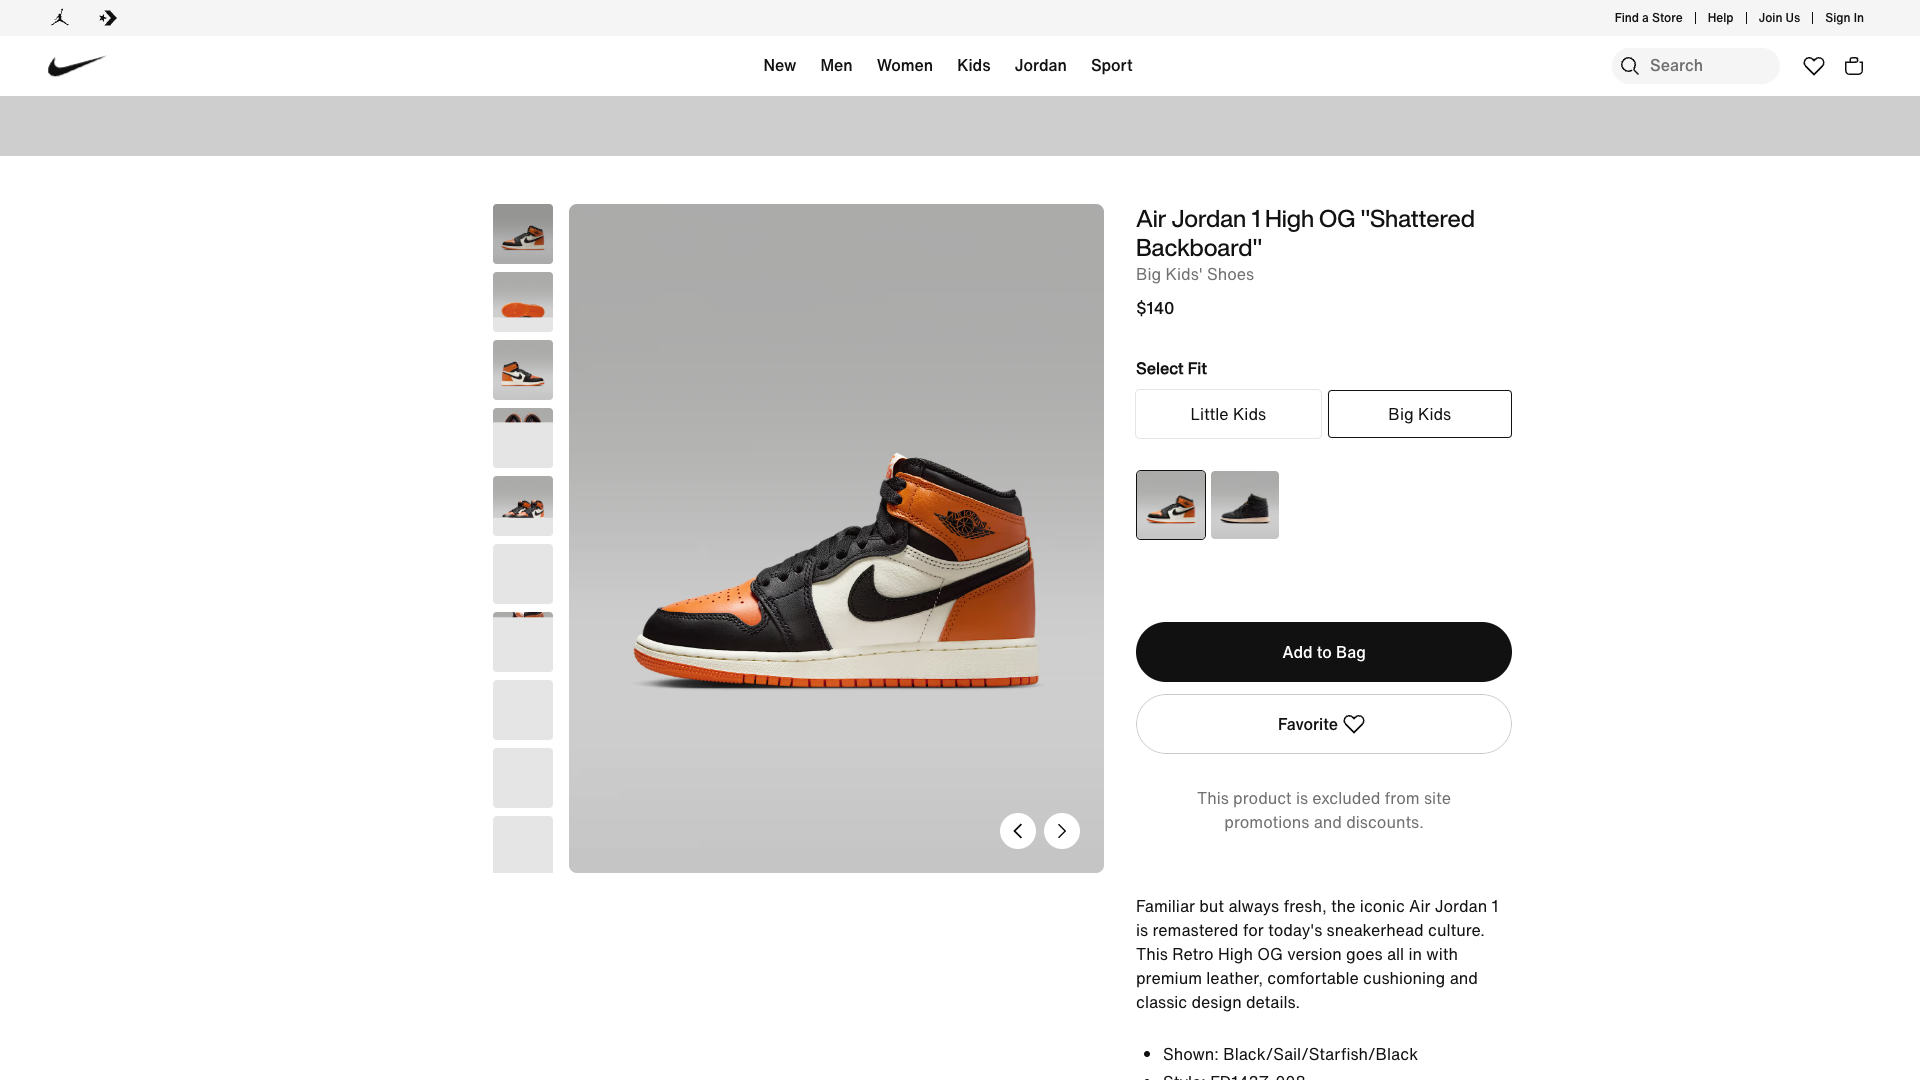 Find a Store
Help
Join Us
Sign In
New
Men
Women
Kids
Jordan
Sport
Search
Air Jordan 1 High OG "Shattered
Backboard"
Big Kids' Shoes
$140
Select Fit
Little Kids
Big Kids
Add to Bag
Favorite
This product is excluded from site
promotions and discounts.
Familiar but always fresh, the iconic Air Jordan 1
is remastered for today's sneakerhead culture.
This Retro High OG version goes all in with
premium leather, comfortable cushioning and
classic design details.
Shown: Black/Sail/Starfish/Black